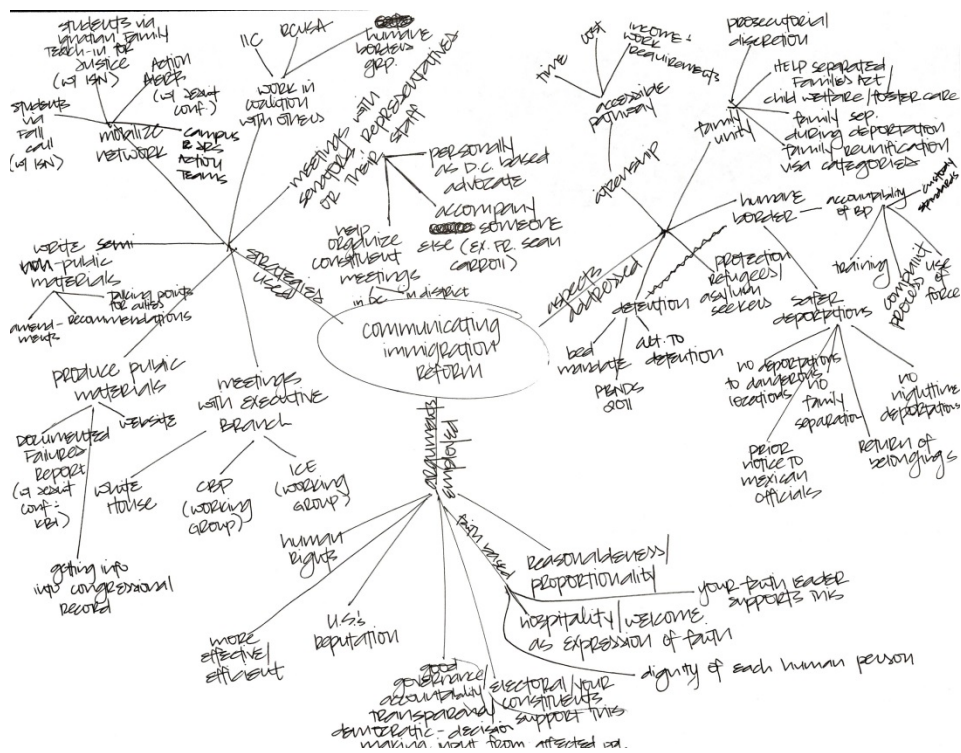 students via
Ignatian Family
Teach-in for
Justice
(w/ ISN)
Action
Alerts
(w/ Jesuit
conf.)
students
via
Fall
call
(w/ ISN)
mobilize
network
campus
& JRS
Action
Teams
IIC
RCUSA
humane
borders
grp.
work in
coalition
with others
meetings with
senators/representatives
or their staff
personally
as D.C. based
advocate
accompany
someone
else (ex. Fr. Sean
Carroll)
help
organize
constituent
meetings
in DC
in district
write semi
non-public
materials
talking points
for allies
amend-
ments
recommendations
strategies
used
produce public
materials
website
Documented
Failures
Report
(w/ Jesuit
conf.
KBI)
getting info
into congressional
record
meetings
with executive
Branch
White
House
CBP
(working
group)
ICE
(working
group)
communicating
immigration
reform
aspects
addressed
time
cost
income &
work
requirements
accessible
pathway
citizenship
prosecutorial
discretion
HELP separated
Families Act
child welfare/foster care
family sep.
during deportation
family reunification
visa categories
family
unity
humane
border
accountability
of BP
custody
standards
training
complaint
process
use of
force
protection
refugees/
asylum
seekers
detention
bed
mandate
PBNDS
2011
alt. to
detention
safer
deportations
no deportations
to dangerous
locations
no
family
separation
no
nighttime
deportations
prior
notice to
mexican
officials
return of
belongings
arguments
employed
human
rights
more
effective/
efficient
U.S.'s
reputation
good
governance/
accountability/
transparency/
democratic-decision
making input from affected pop.
electoral/your
constituents
support this
faith based
reasonableness/
proportionality
your faith leader
supports this
hospitality/welcome
as expression of faith
dignity of each human person